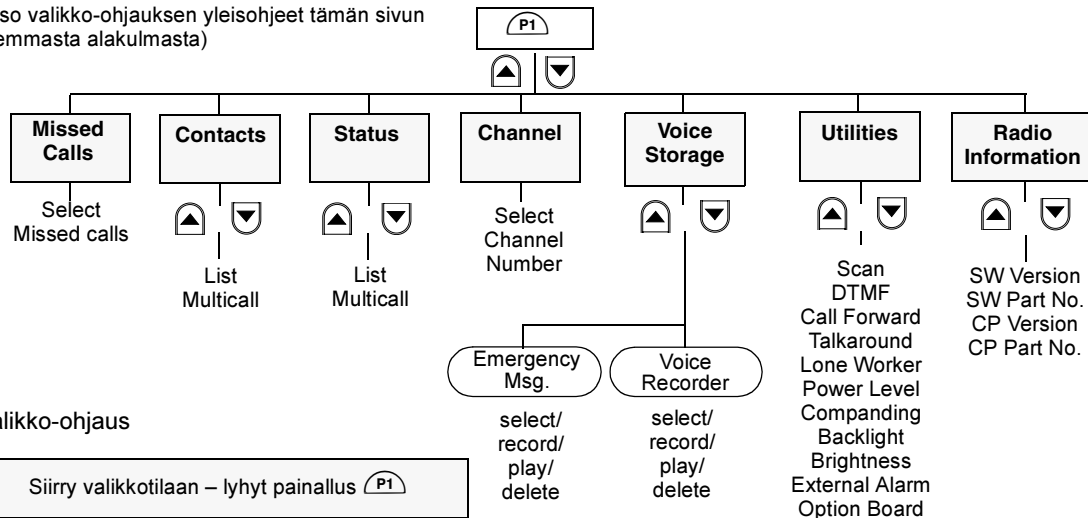 so valikko-ohjauksen yleisohjeet tämän sivun
emmasta alakulmasta)
P1
Missed
Calls
Contacts
Status
Channel
Voice
Storage
Utilities
Radio
Information
Select
Missed calls
List
Multicall
List
Multicall
Select
Channel
Number
Emergency
Msg.
select/
record/
play/
delete
Voice
Recorder
select/
record/
play/
delete
Scan
DTMF
Call Forward
Talkaround
Lone Worker
Power Level
Companding
Backlight
Brightness
External Alarm
Option Board
SW Version
SW Part No.
CP Version
CP Part No.
alikko-ohjaus
Siirry valikkotilaan – lyhyt painallus P1